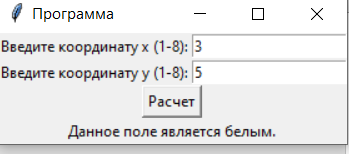 Программа
Введите координату x (1-8): 3
Введите координату y (1-8): 5
Расчет
Данное поле является белым.